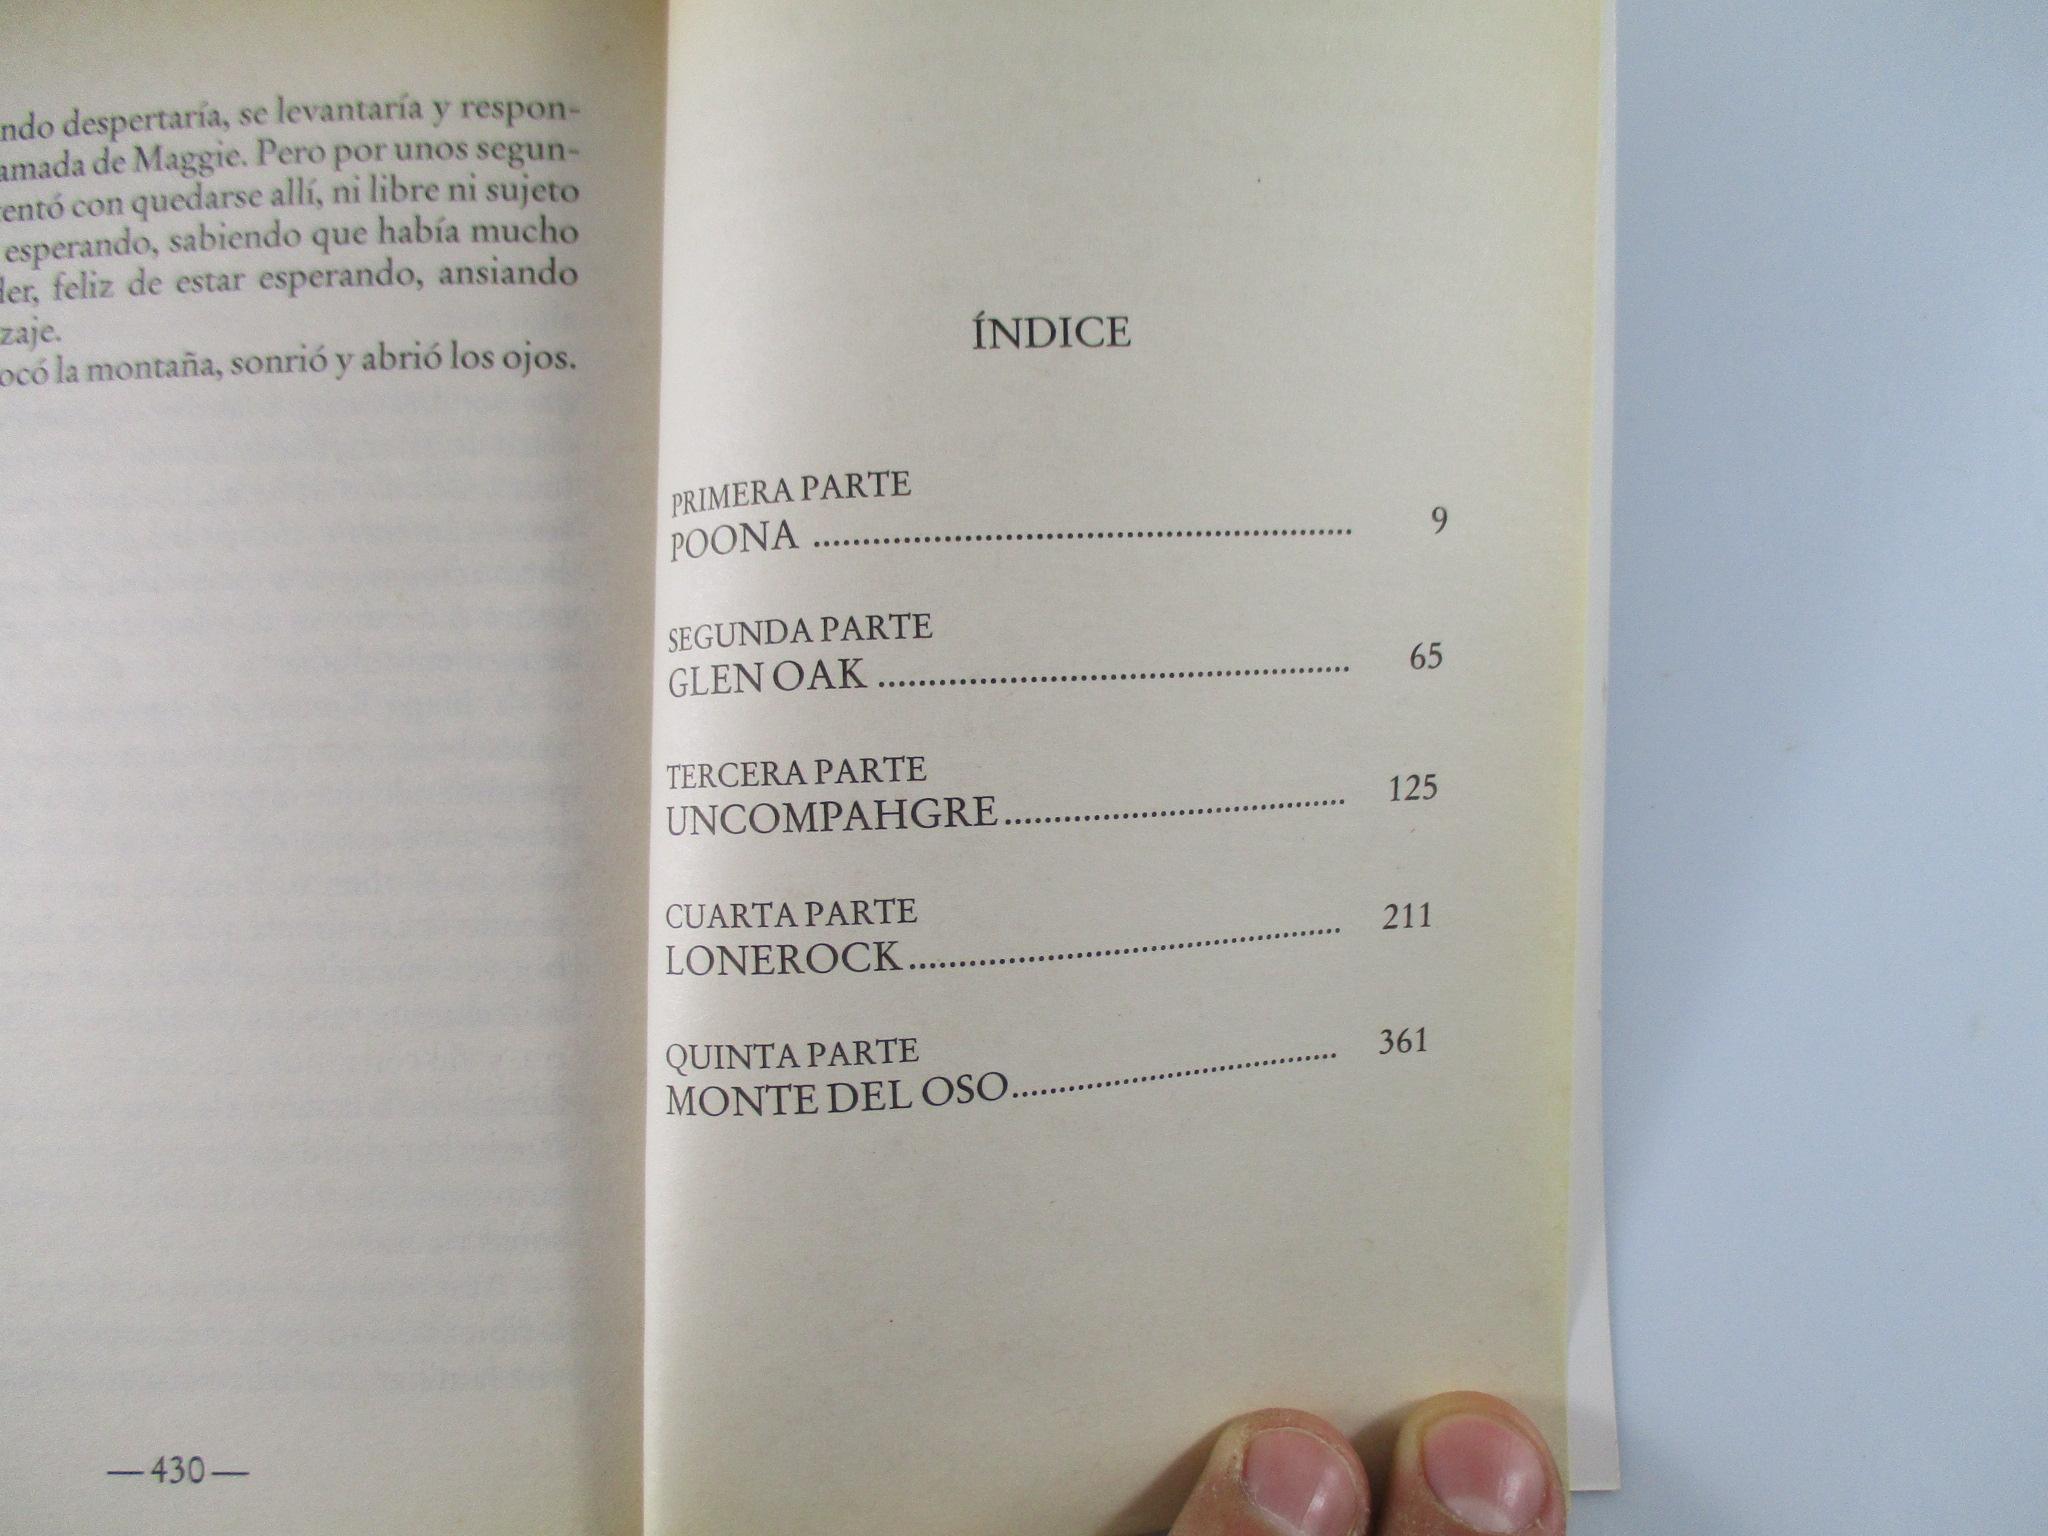 ndo despertaría, se levantaría y respon-
amada de Maggie. Pero por unos segun-
entó con quedarse allí, ni libre ni sujeto
esperando, sabiendo que había mucho
der, feliz de estar esperando, ansiando
zaje.
ocó la montaña, sonrió y abrió los ojos.
—430—
ÍNDICE
PRIMERA PARTE
POONA .......................................................... 9
SEGUNDA PARTE
GLEN OAK .................................................. 65
TERCERA PARTE
UNCOMPAHGRE..................................... 125
CUARTA PARTE
LONEROCK.............................................. 211
QUINTA PARTE
MONTE DEL OSO................................... 361